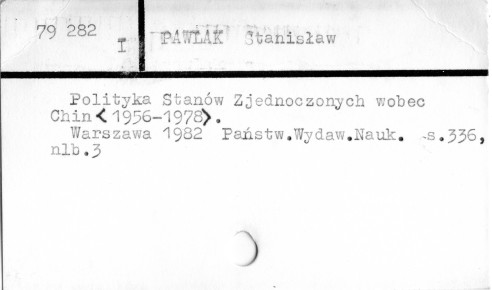 79 282
I PAWLAK Stanisław
Polityka Stanów Zjednoczonych wobec
Chin <1956-1978>.
Warszawa 1982 Państw.Wydaw.Nauk. s.336,
nlb.3